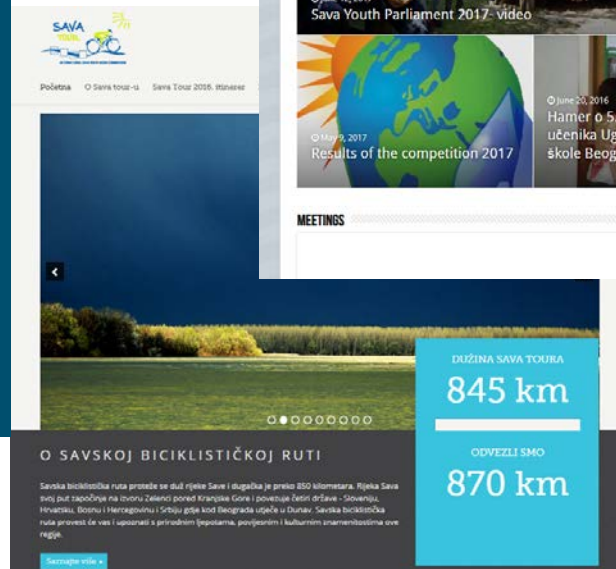 SAVA
TOUR
Početna O Sava tour-u Sava Tour 2016. itinerer
Sava Youth Parliament 2017- video
May 9, 2017
Results of the competition 2017
June 20, 2016
Hamer o 5.
učenika Ug
škole Beog
MEETINGS
DUŽINA SAVA TOURA
845 km
ODVEZLI SMO
870 km
O SAVSKOJ BICIKLISTIČKOJ RUTI
Savska biciklistička ruta proteže se duž rijeke Save i dugačka je preko 850 kilometara. Rijeka Sava
svoj put započinje na izvoru Zelenci pored Kranjske Gore i povezuje četiri države - Sloveniju,
Hrvatsku, Bosnu i Hercegovinu i Srbiju gdje kod Beograda utječe u Dunav. Savska biciklistička
ruta provest će vas i upoznati s prirodnim ljepotama, povijesnim i kulturnim znamenitostima ove
regije.
Saznajte više »